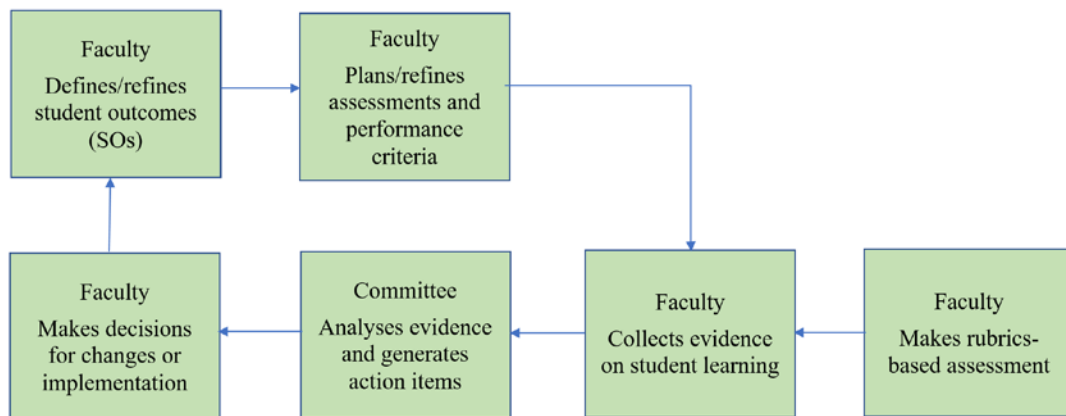 Faculty
Defines/refines
student outcomes
(SOs)
Faculty
Plans/refines
assessments and
performance
criteria
Faculty
Makes decisions
for changes or
implementation
Committee
Analyses evidence
and generates
action items
Faculty
Collects evidence
on student learning
Faculty
Makes rubrics-
based assessment